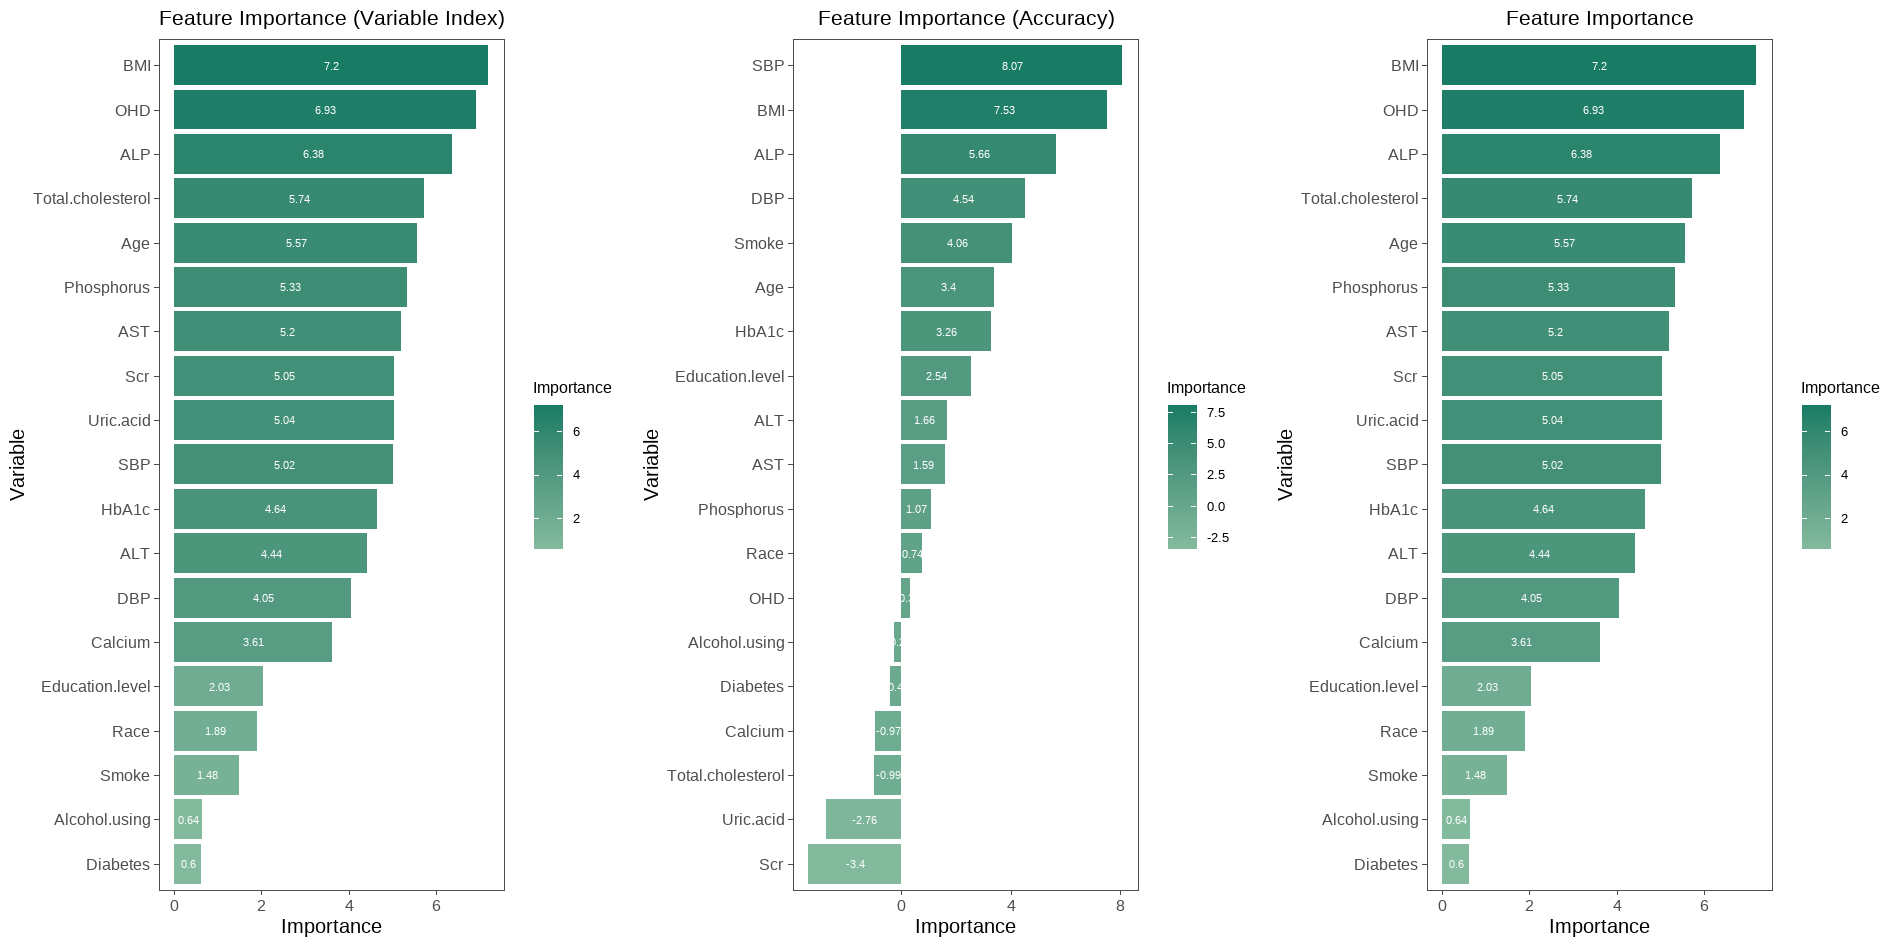 Feature Importance (Variable Index)
Variable
BMI 7.2
OHD 6.93
ALP 6.38
Total.cholesterol 5.74
Age 5.57
Phosphorus 5.33
AST 5.2
Scr 5.05
Uric.acid 5.04
SBP 5.02
HbA1c 4.64
ALT 4.44
DBP 4.05
Calcium 3.61
Education.level 2.03
Race 1.89
Smoke 1.48
Alcohol.using 0.64
Diabetes 0.6
0 2 4 6
Importance
Importance
6
4
2
Feature Importance (Accuracy)
Variable
SBP 8.07
BMI 7.53
ALP 5.66
DBP 4.54
Smoke 4.06
Age 3.4
HbA1c 3.26
Education.level 2.54
ALT 1.66
AST 1.59
Phosphorus 1.07
Race 0.74
OHD
Alcohol.using
Diabetes
Calcium -0.97
Total.cholesterol -0.99
Uric.acid -2.76
Scr -3.4
0 4 8
Importance
Importance
7.5
5.0
2.5
0.0
-2.5
Feature Importance
Variable
BMI 7.2
OHD 6.93
ALP 6.38
Total.cholesterol 5.74
Age 5.57
Phosphorus 5.33
AST 5.2
Scr 5.05
Uric.acid 5.04
SBP 5.02
HbA1c 4.64
ALT 4.44
DBP 4.05
Calcium 3.61
Education.level 2.03
Race 1.89
Smoke 1.48
Alcohol.using 0.64
Diabetes 0.6
0 2 4 6
Importance
Importance
6
4
2